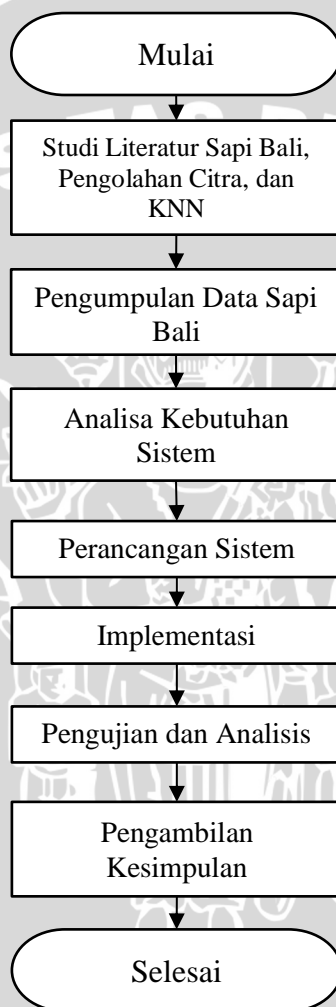 Mulai
Studi Literatur Sapi Bali,
Pengolahan Citra, dan
KNN
Pengumpulan Data Sapi
Bali
Analisa Kebutuhan
Sistem
Perancangan Sistem
Implementasi
Pengujian dan Analisis
Pengambilan
Kesimpulan
Selesai